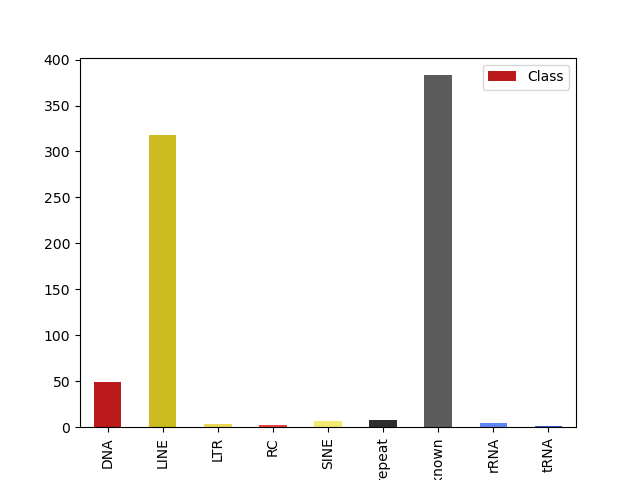 400
350
300
250
200
150
100
50
0
Class
DNA
LINE
LTR
RC
SINE
repeat
known
rRNA
tRNA